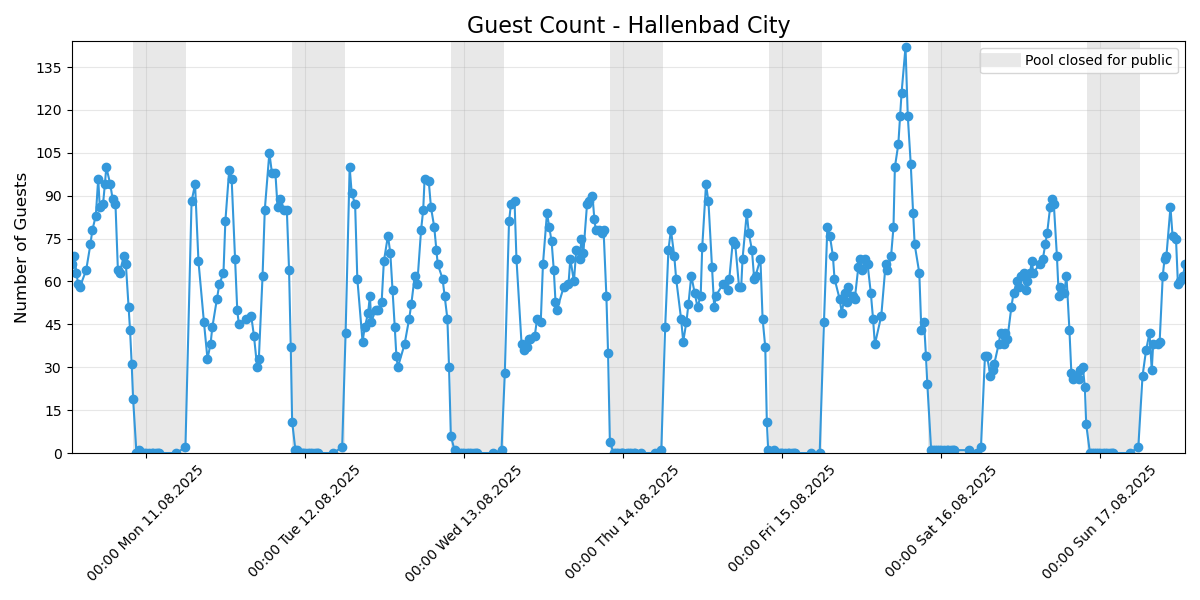 Guest Count - Hallenbad City
Pool closed for public
Number of Guests
135
120
105
90
75
60
45
30
15
0
00:00 Mon 11.08.2025
00:00 Tue 12.08.2025
00:00 Wed 13.08.2025
00:00 Thu 14.08.2025
00:00 Fri 15.08.2025
00:00 Sat 16.08.2025
00:00 Sun 17.08.2025